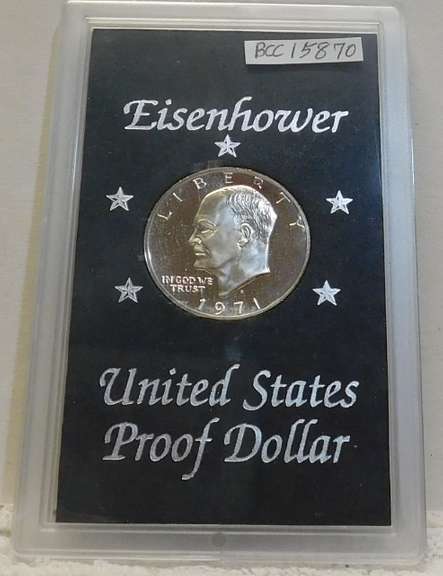 BCC 15870
Eisenhower
LIBERTY
IN GOD WE
TRUST
1971
United States
Proof Dollar